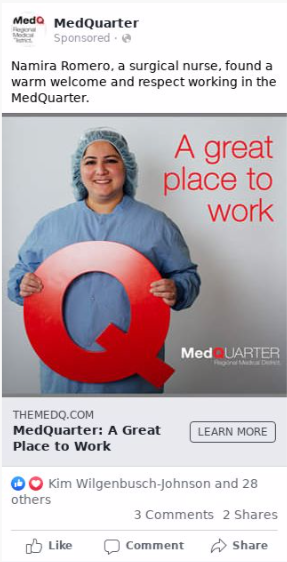 MedQ
Regional
Medical
District
MedQuarter
Sponsored ·
Namira Romero, a surgical nurse, found a
warm welcome and respect working in the
MedQuarter.
A great
place to
work
Q
MedQUARTER
Regional Medical District
THEMEDQ.COM
MedQuarter: A Great
Place to Work
LEARN MORE
Kim Wilgenbusch-Johnson and 28
others
3 Comments 2 Shares
Like Comment Share